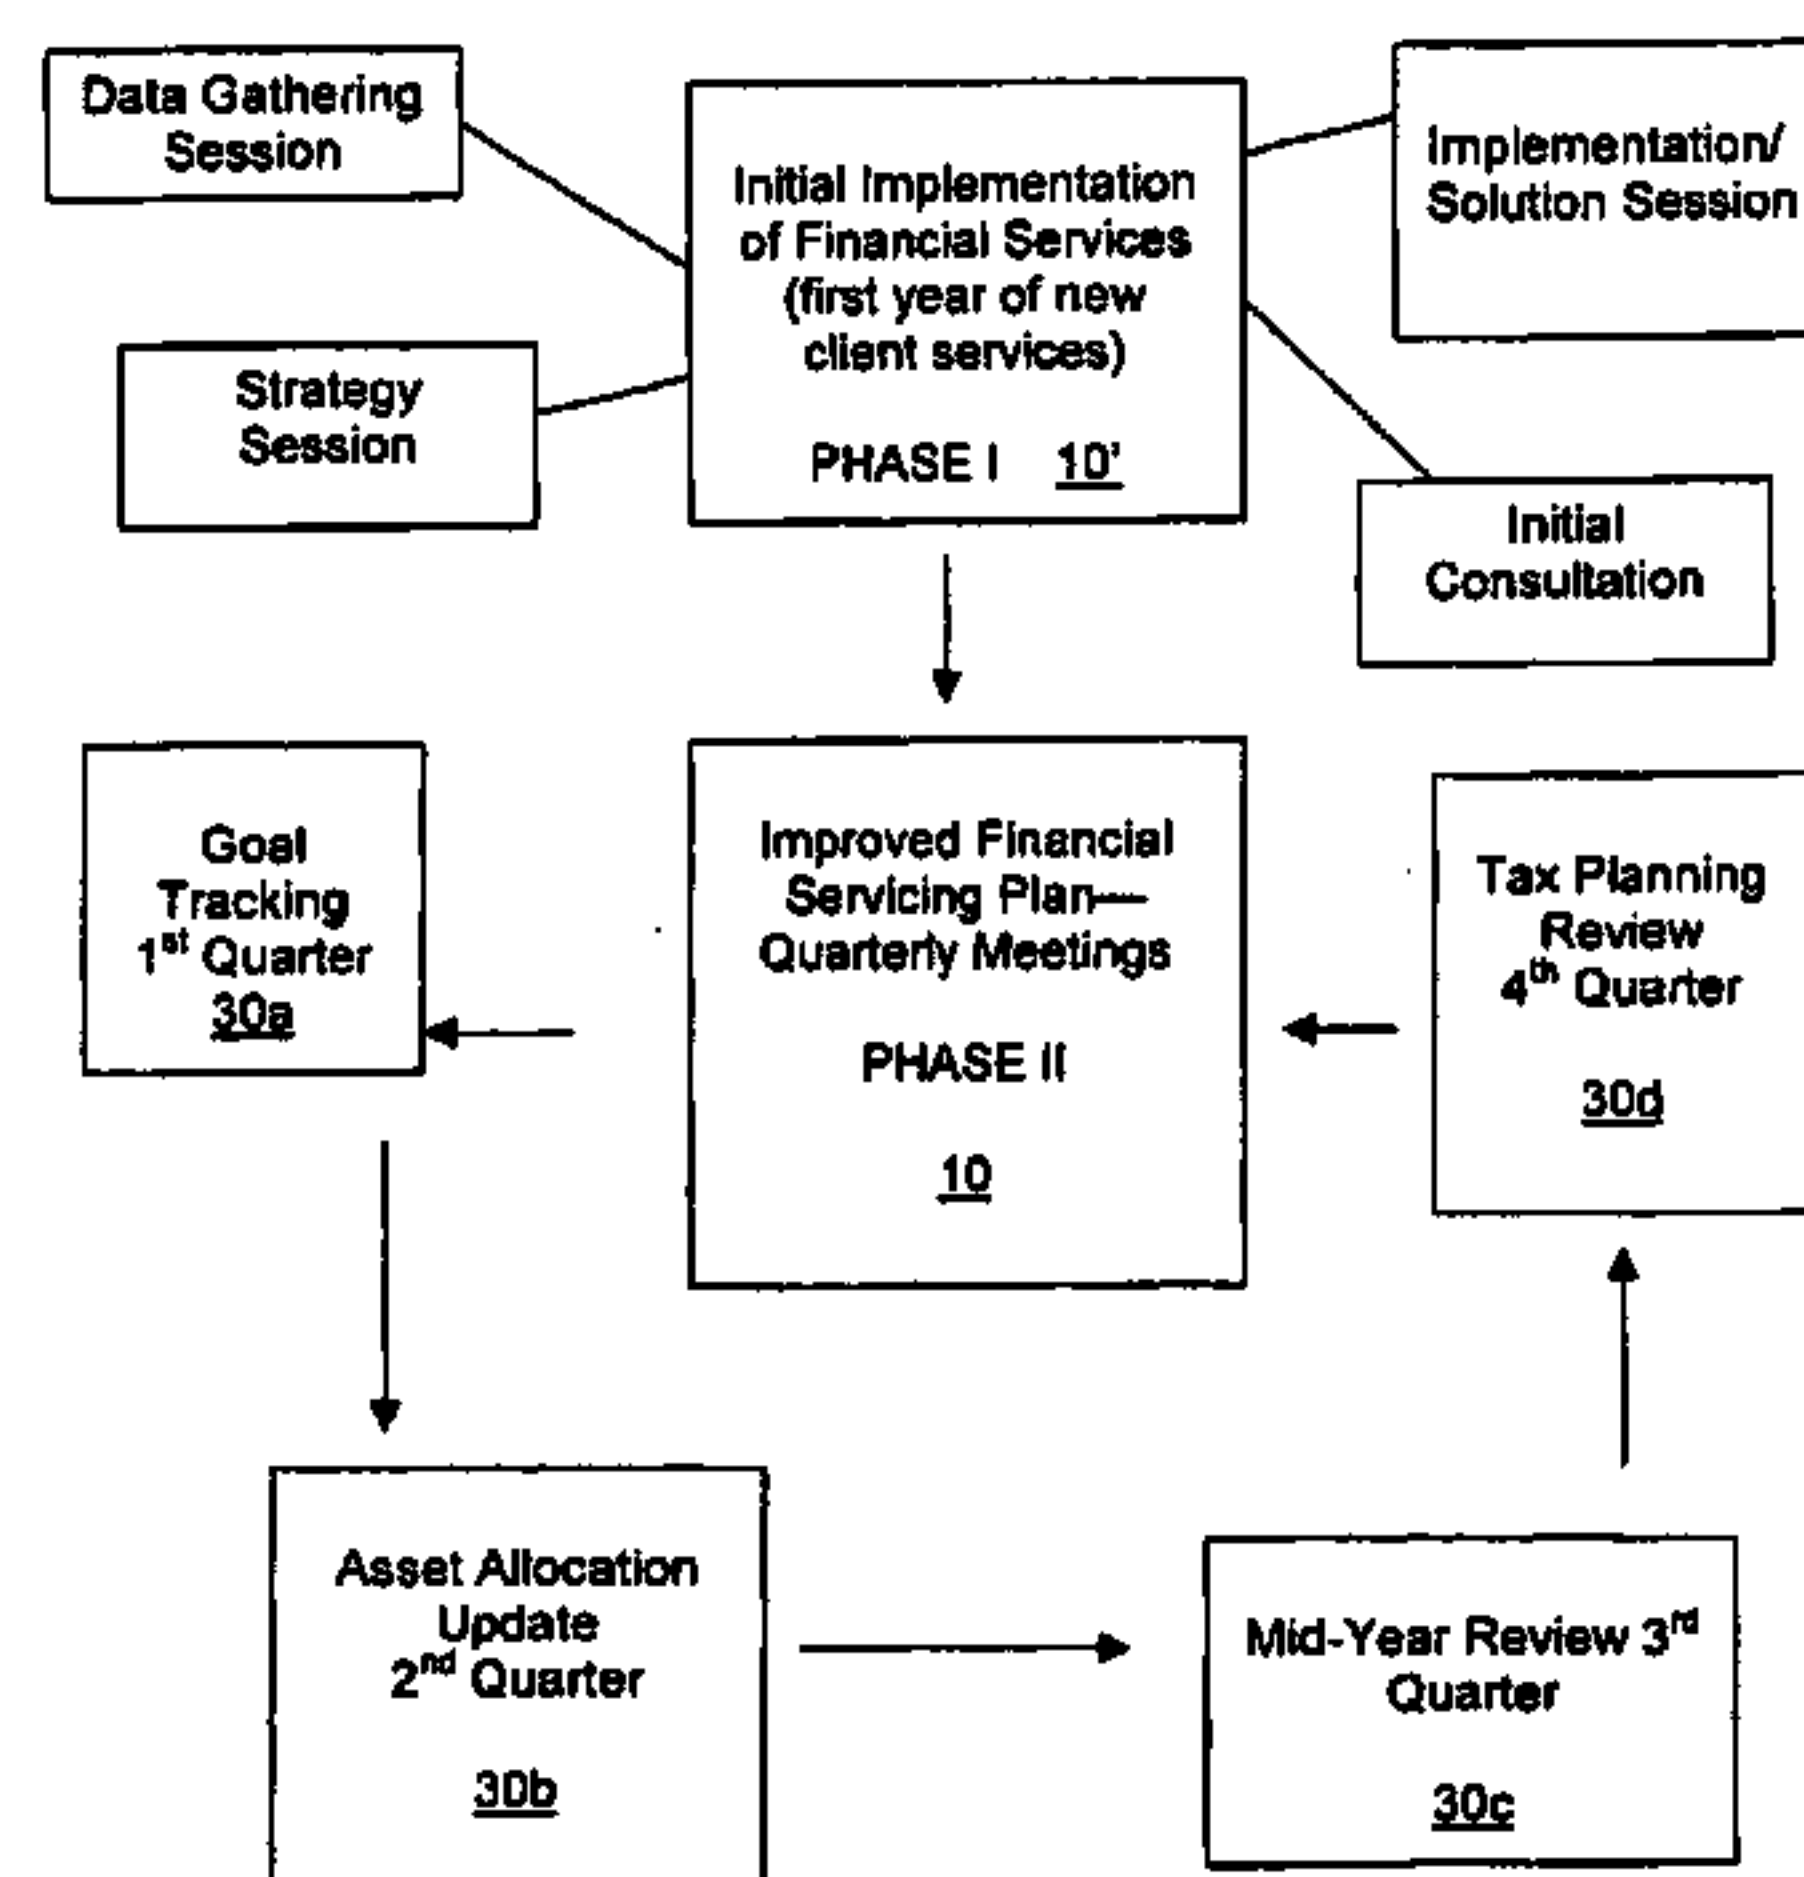 Data Gathering
Session
Initial Implementation
of Financial Services
(first year of new
client services)
PHASE I 10'
Implementation/
Solution Session
Strategy
Session
Initial
Consultation
Goal
Tracking
1st Quarter
30a
Improved Financial
Servicing Plan—
Quarterly Meetings
PHASE II
10
Tax Planning
Review
4th Quarter
30d
Asset Allocation
Update
2nd Quarter
30b
Mid-Year Review 3rd
Quarter
30c